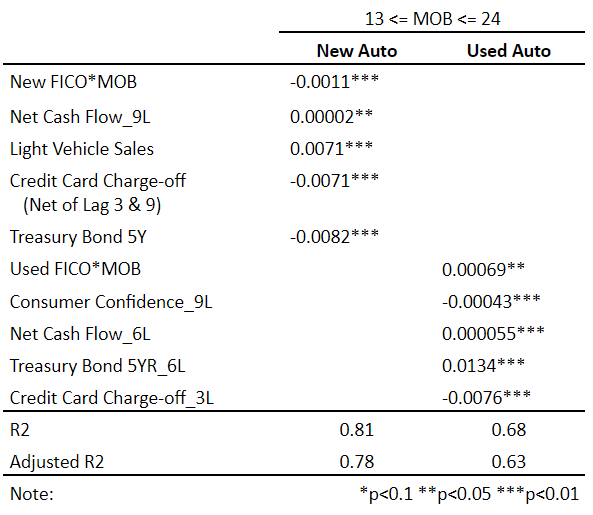 13 <= MOB <= 24
New Auto Used Auto
New FICO*MOB -0.0011***
Net Cash Flow_9L 0.00002**
Light Vehicle Sales 0.0071***
Credit Card Charge-off -0.0071***
(Net of Lag 3 & 9)
Treasury Bond 5Y -0.0082***
Used FICO*MOB 0.00069**
Consumer Confidence_9L -0.00043***
Net Cash Flow_6L 0.000055***
Treasury Bond 5YR_6L 0.0134***
Credit Card Charge-off_3L -0.0076***
R2 0.81 0.68
Adjusted R2 0.78 0.63
Note: *p<0.1 **p<0.05 ***p<0.01